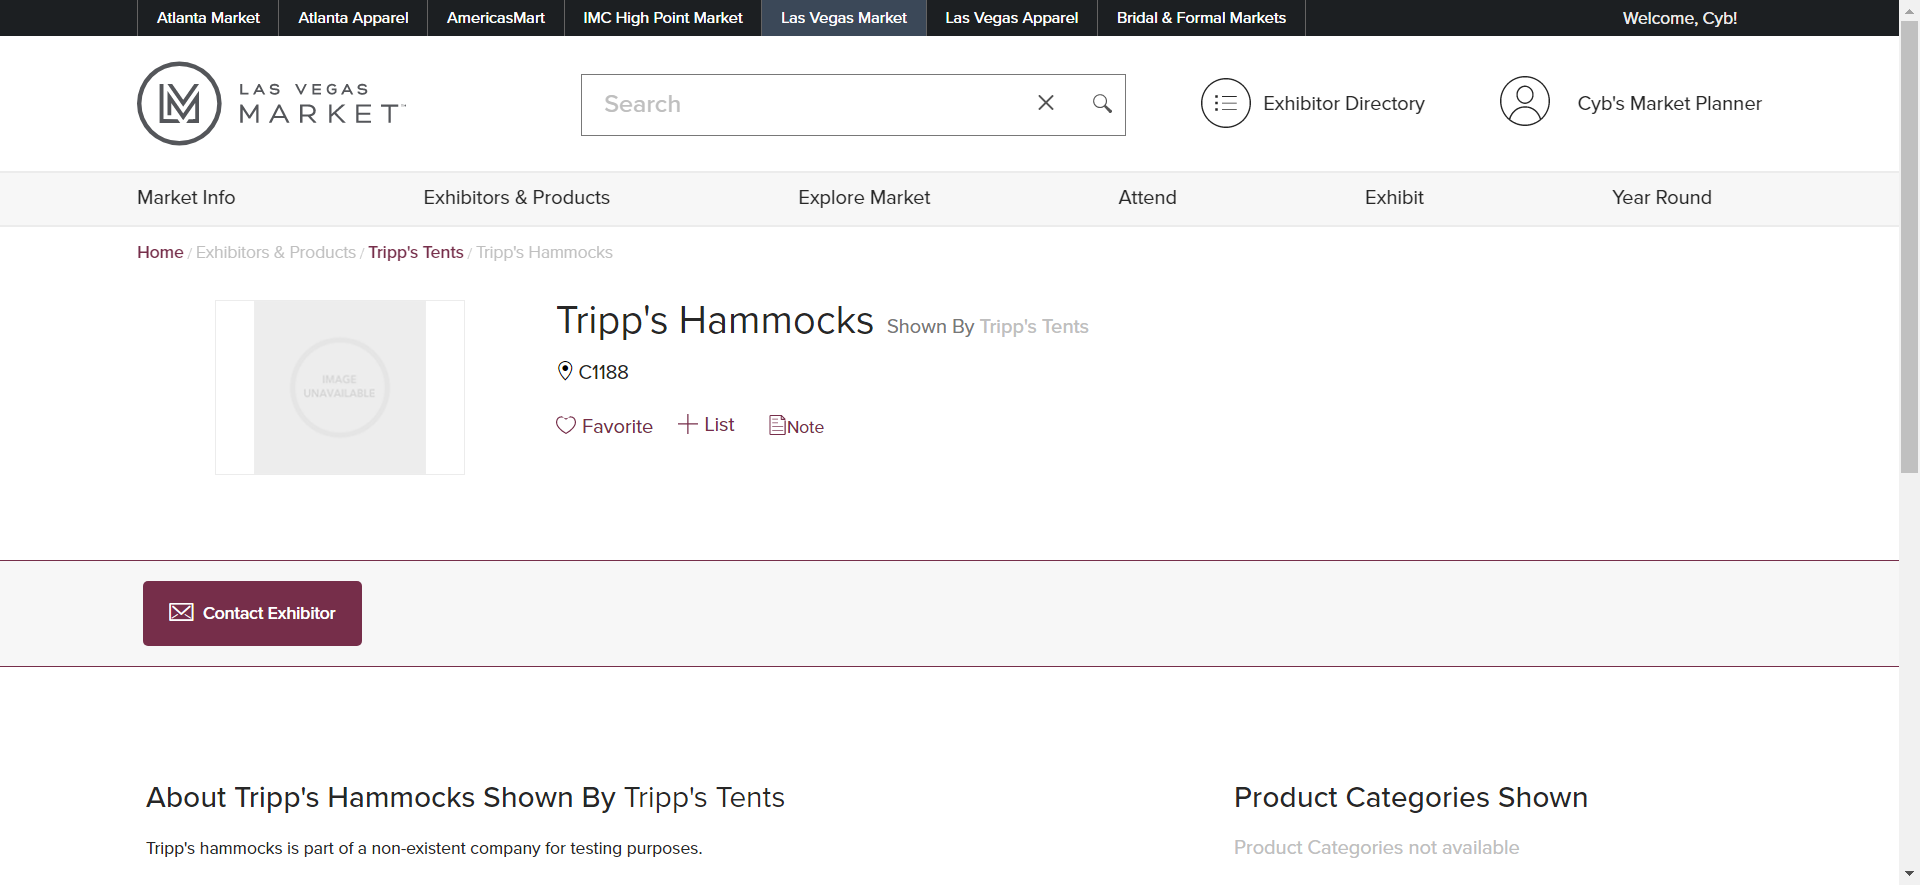 Atlanta Market
Atlanta Apparel
AmericasMart
IMC High Point Market
Las Vegas Market
Las Vegas Apparel
Bridal & Formal Markets
Welcome, Cyb!
LM
LAS VEGAS
MARKET™
Search
Exhibitor Directory
Cyb's Market Planner
Market Info
Exhibitors & Products
Explore Market
Attend
Exhibit
Year Round
Home / Exhibitors & Products / Tripp's Tents / Tripp's Hammocks
IMAGE
UNAVAILABLE
Tripp's Hammocks Shown By Tripp's Tents
C1188
Favorite
List
Note
Contact Exhibitor
About Tripp's Hammocks Shown By Tripp's Tents
Tripp's hammocks is part of a non-existent company for testing purposes.
Product Categories Shown
Product Categories not available